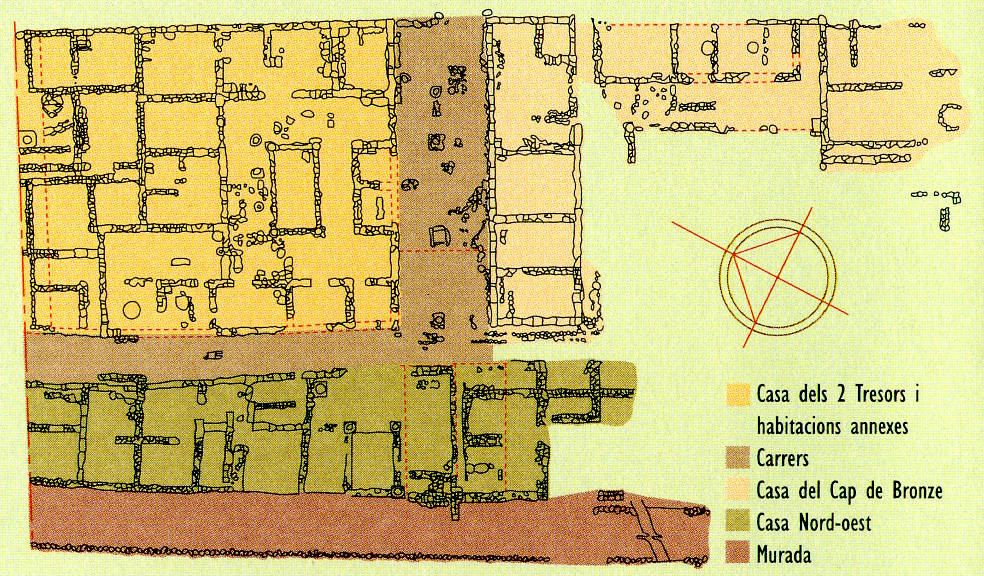 Casa dels 2 Tresors i
habitacions annexes
Carrers
Casa del Cap de Bronze
Casa Nord-oest
Murada